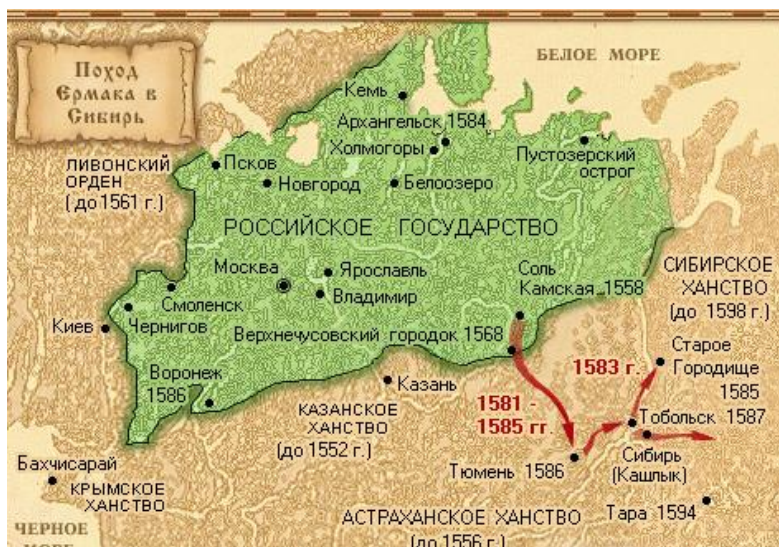 Поход
Ермака в
Сибирь
БЕЛОЕ МОРЕ
Кемь
Архангельск 1584
Холмогоры
Пустозерский
острог
ЛИВОНСКИЙ
ОРДЕН
(до 1561 г.)
Псков
Новгород
Белоозеро
РОССИЙСКОЕ ГОСУДАРСТВО
Москва
Ярославль
Владимир
Соль
Камская 1558
СИБИРСКОЕ
ХАНСТВО
(до 1598 г.)
Смоленск
Киев
Чернигов
Верхнечусовский городок 1568
Старое
Городище
1585
Воронеж
1586
Казань
1583 г.
1581 -
1585 гг.
КАЗАНСКОЕ
ХАНСТВО
(до 1552 г.)
Тобольск 1587
Сибирь
(Кашлык)
Тюмень 1586
Бахчисарай
КРЫМСКОЕ
ХАНСТВО
Тара 1594
АСТРАХАНСКОЕ ХАНСТВО
(до 1556 г.)
ЧЕРНОЕ
МОРЕ